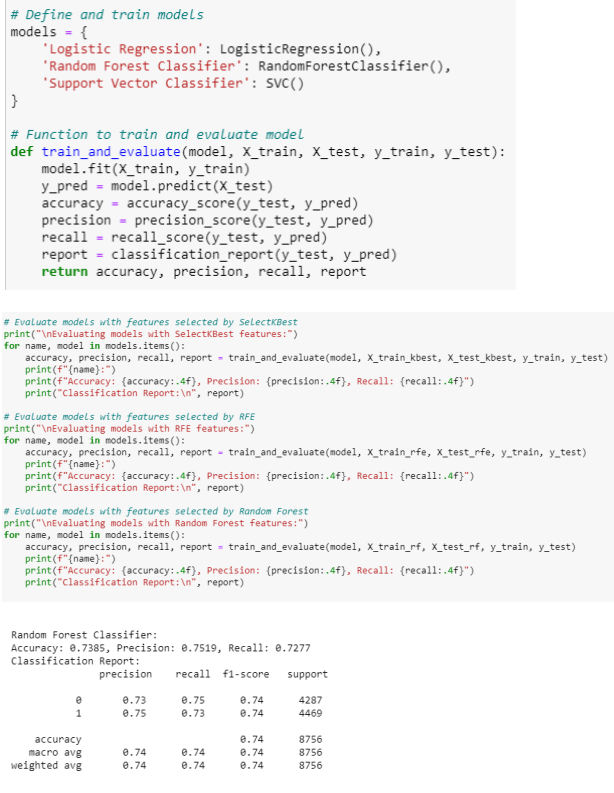 # Define and train models
models = {
    'Logistic Regression': LogisticRegression(),
    'Random Forest Classifier': RandomForestClassifier(),
    'Support Vector Classifier': SVC()
}

# Function to train and evaluate model
def train_and_evaluate(model, X_train, X_test, y_train, y_test):
    model.fit(X_train, y_train)
    y_pred = model.predict(X_test)
    accuracy = accuracy_score(y_test, y_pred)
    precision = precision_score(y_test, y_pred)
    recall = recall_score(y_test, y_pred)
    report = classification_report(y_test, y_pred)
    return accuracy, precision, recall, report

# Evaluate models with features selected by SelectKBest
print("\nEvaluating models with SelectKBest features:")
for name, model in models.items():
    accuracy, precision, recall, report = train_and_evaluate(model, X_train_kbest, X_test_kbest, y_train, y_test)
    print(f"{name}:")
    print(f"Accuracy: {accuracy:.4f}, Precision: {precision:.4f}, Recall: {recall:.4f}")
    print("Classification Report:\n", report)

# Evaluate models with features selected by RFE
print("\nEvaluating models with RFE features:")
for name, model in models.items():
    accuracy, precision, recall, report = train_and_evaluate(model, X_train_rfe, X_test_rfe, y_train, y_test)
    print(f"{name}:")
    print(f"Accuracy: {accuracy:.4f}, Precision: {precision:.4f}, Recall: {recall:.4f}")
    print("Classification Report:\n", report)

# Evaluate models with features selected by Random Forest
print("\nEvaluating models with Random Forest features:")
for name, model in models.items():
    accuracy, precision, recall, report = train_and_evaluate(model, X_train_rf, X_test_rf, y_train, y_test)
    print(f"{name}:")
    print(f"Accuracy: {accuracy:.4f}, Precision: {precision:.4f}, Recall: {recall:.4f}")
    print("Classification Report:\n", report)

Random Forest Classifier:
Accuracy: 0.7385, Precision: 0.7519, Recall: 0.7277
Classification Report:
              precision    recall  f1-score   support

           0       0.73      0.75      0.74      4287
           1       0.75      0.73      0.74      4469

    accuracy                           0.74      8756
   macro avg       0.74      0.74      0.74      8756
weighted avg       0.74      0.74      0.74      8756